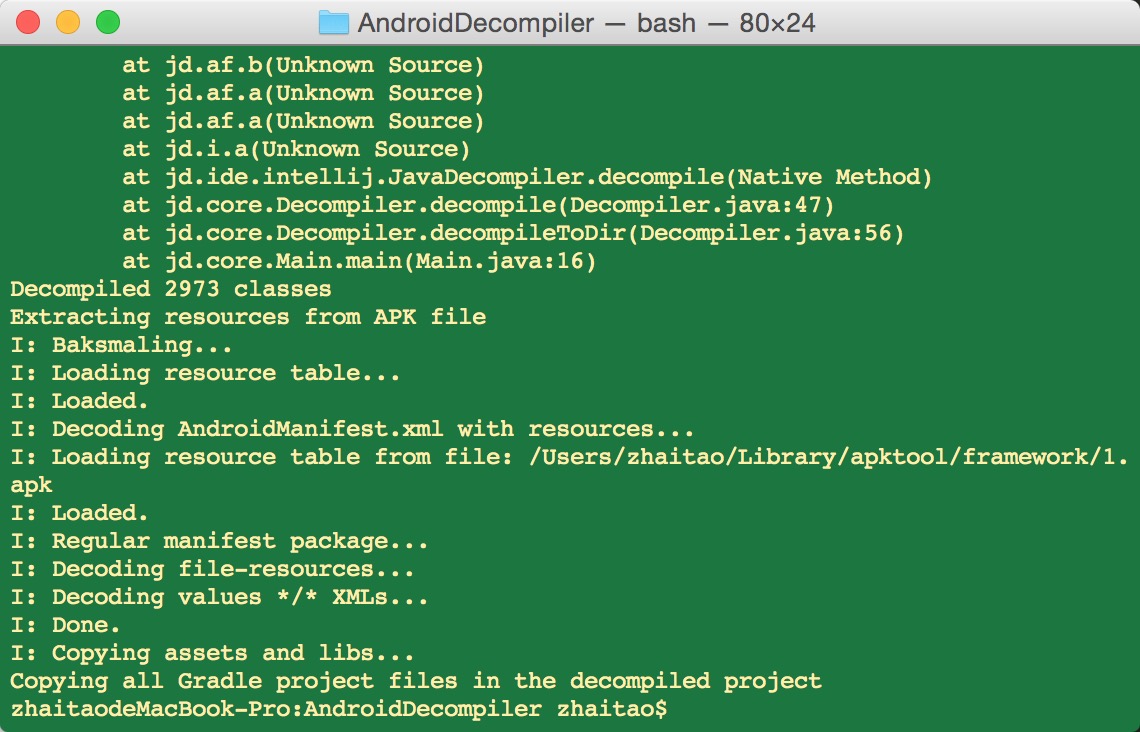 AndroidDecompiler — bash — 80×24
at jd.af.b(Unknown Source)
at jd.af.a(Unknown Source)
at jd.af.a(Unknown Source)
at jd.i.a(Unknown Source)
at jd.ide.intellij.JavaDecompiler.decompile(Native Method)
at jd.core.Decompiler.decompile(Decompiler.java:47)
at jd.core.Decompiler.decompileToDir(Decompiler.java:56)
at jd.core.Main.main(Main.java:16)
Decompiled 2973 classes
Extracting resources from APK file
I: Baksmaling...
I: Loading resource table...
I: Loaded.
I: Decoding AndroidManifest.xml with resources...
I: Loading resource table from file: /Users/zhaitao/Library/apktool/framework/1.
apk
I: Loaded.
I: Regular manifest package...
I: Decoding file-resources...
I: Decoding values */* XMLs...
I: Done.
I: Copying assets and libs...
Copying all Gradle project files in the decompiled project
zhaitaodeMacBook-Pro:AndroidDecompiler zhaitao$